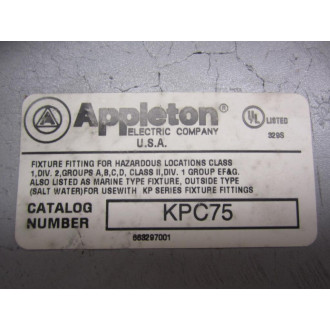 Appleton®
ELECTRIC COMPANY
U.S.A.
UL LISTED
329S
FIXTURE FITTING FOR HAZARDOUS LOCATIONS CLASS
1,DIV. 2,GROUPS A,B,C,D, CLASS II,DIV. 1 GROUP EF&G.
ALSO LISTED AS MARINE TYPE FIXTURE, OUTSIDE TYPE
(SALT WATER)FOR USEWITH KP SERIES FIXTURE FITTINGS
CATALOG NUMBER KPC75
688297001